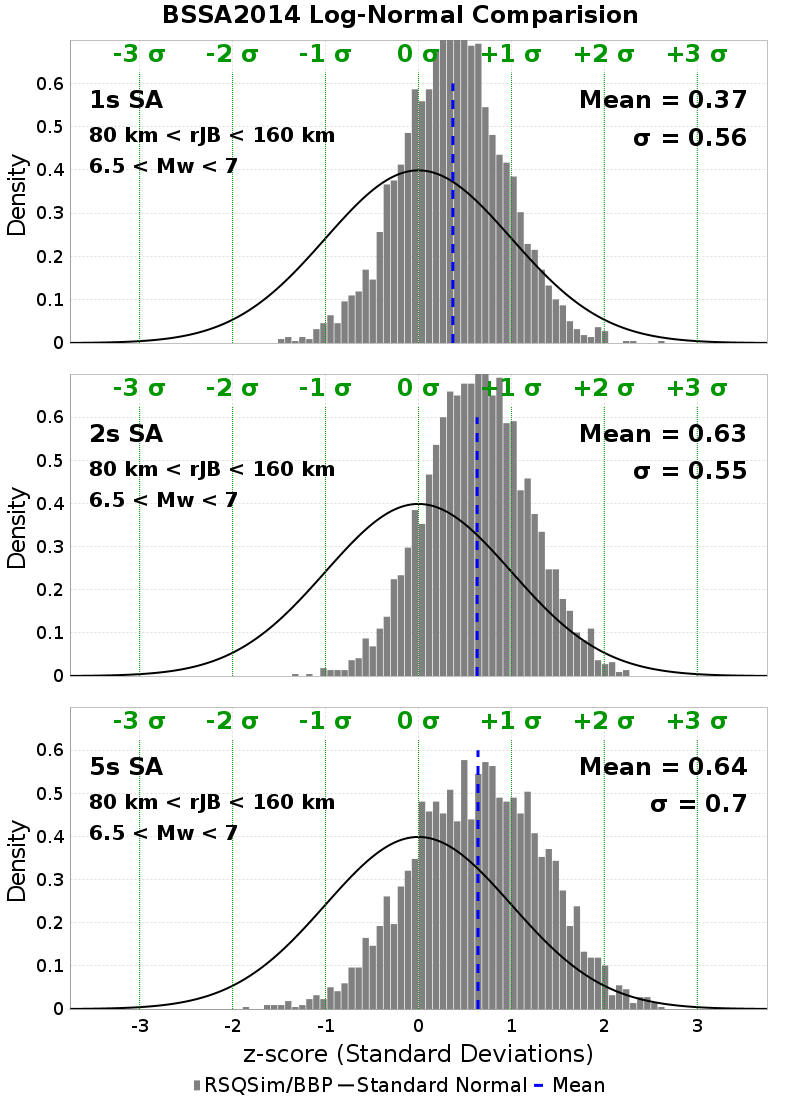 BSSA2014 Log-Normal Comparision
-3 σ -2 σ -1 σ 0 σ +1 σ +2 σ +3 σ
1s SA
80 km < rJB < 160 km
6.5 < Mw < 7
Mean = 0.37
σ = 0.56
Density
0.6
0.5
0.4
0.3
0.2
0.1
0
-3 σ -2 σ -1 σ 0 σ +1 σ +2 σ +3 σ
2s SA
80 km < rJB < 160 km
6.5 < Mw < 7
Mean = 0.63
σ = 0.55
Density
0.6
0.5
0.4
0.3
0.2
0.1
0
-3 σ -2 σ -1 σ 0 σ +1 σ +2 σ +3 σ
5s SA
80 km < rJB < 160 km
6.5 < Mw < 7
Mean = 0.64
σ = 0.7
Density
0.6
0.5
0.4
0.3
0.2
0.1
0
-3 -2 -1 0 1 2 3
z-score (Standard Deviations)
RSQSim/BBP Standard Normal Mean